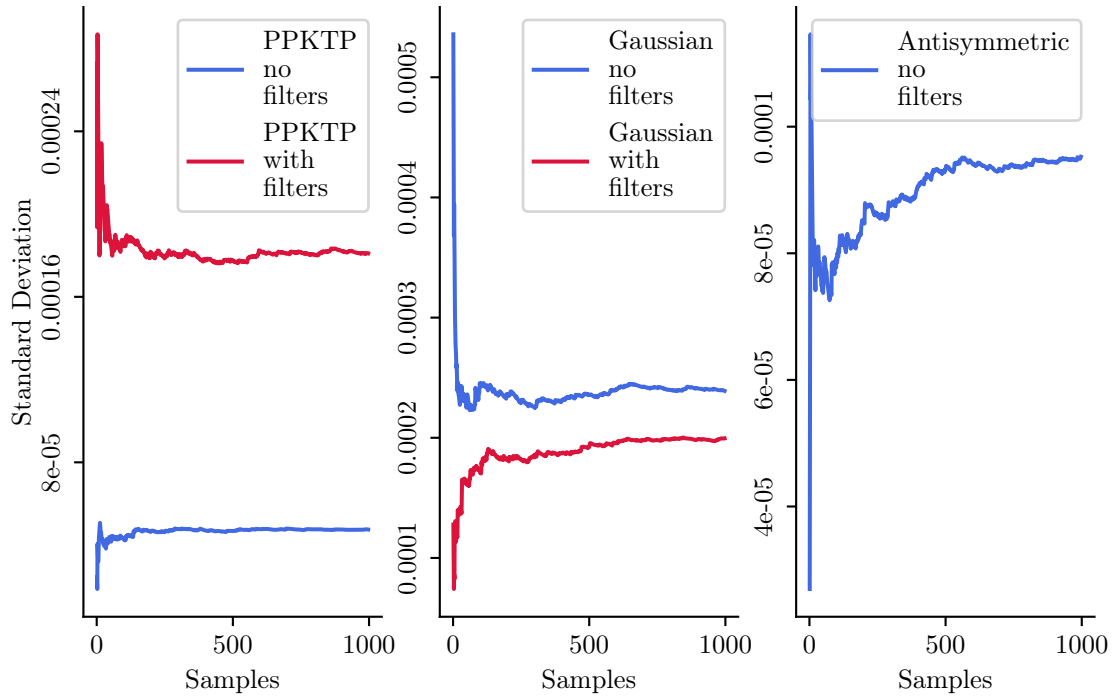 Standard Deviation
0.00024
0.00016
8e-05
PPKTP
no
filters
PPKTP
with
filters
0
500
1000
Samples
0.0005
0.0004
0.0003
0.0002
0.0001
Gaussian
no
filters
Gaussian
with
filters
0
500
1000
Samples
0.0001
8e-05
6e-05
4e-05
Antisymmetric
no
filters
0
500
1000
Samples